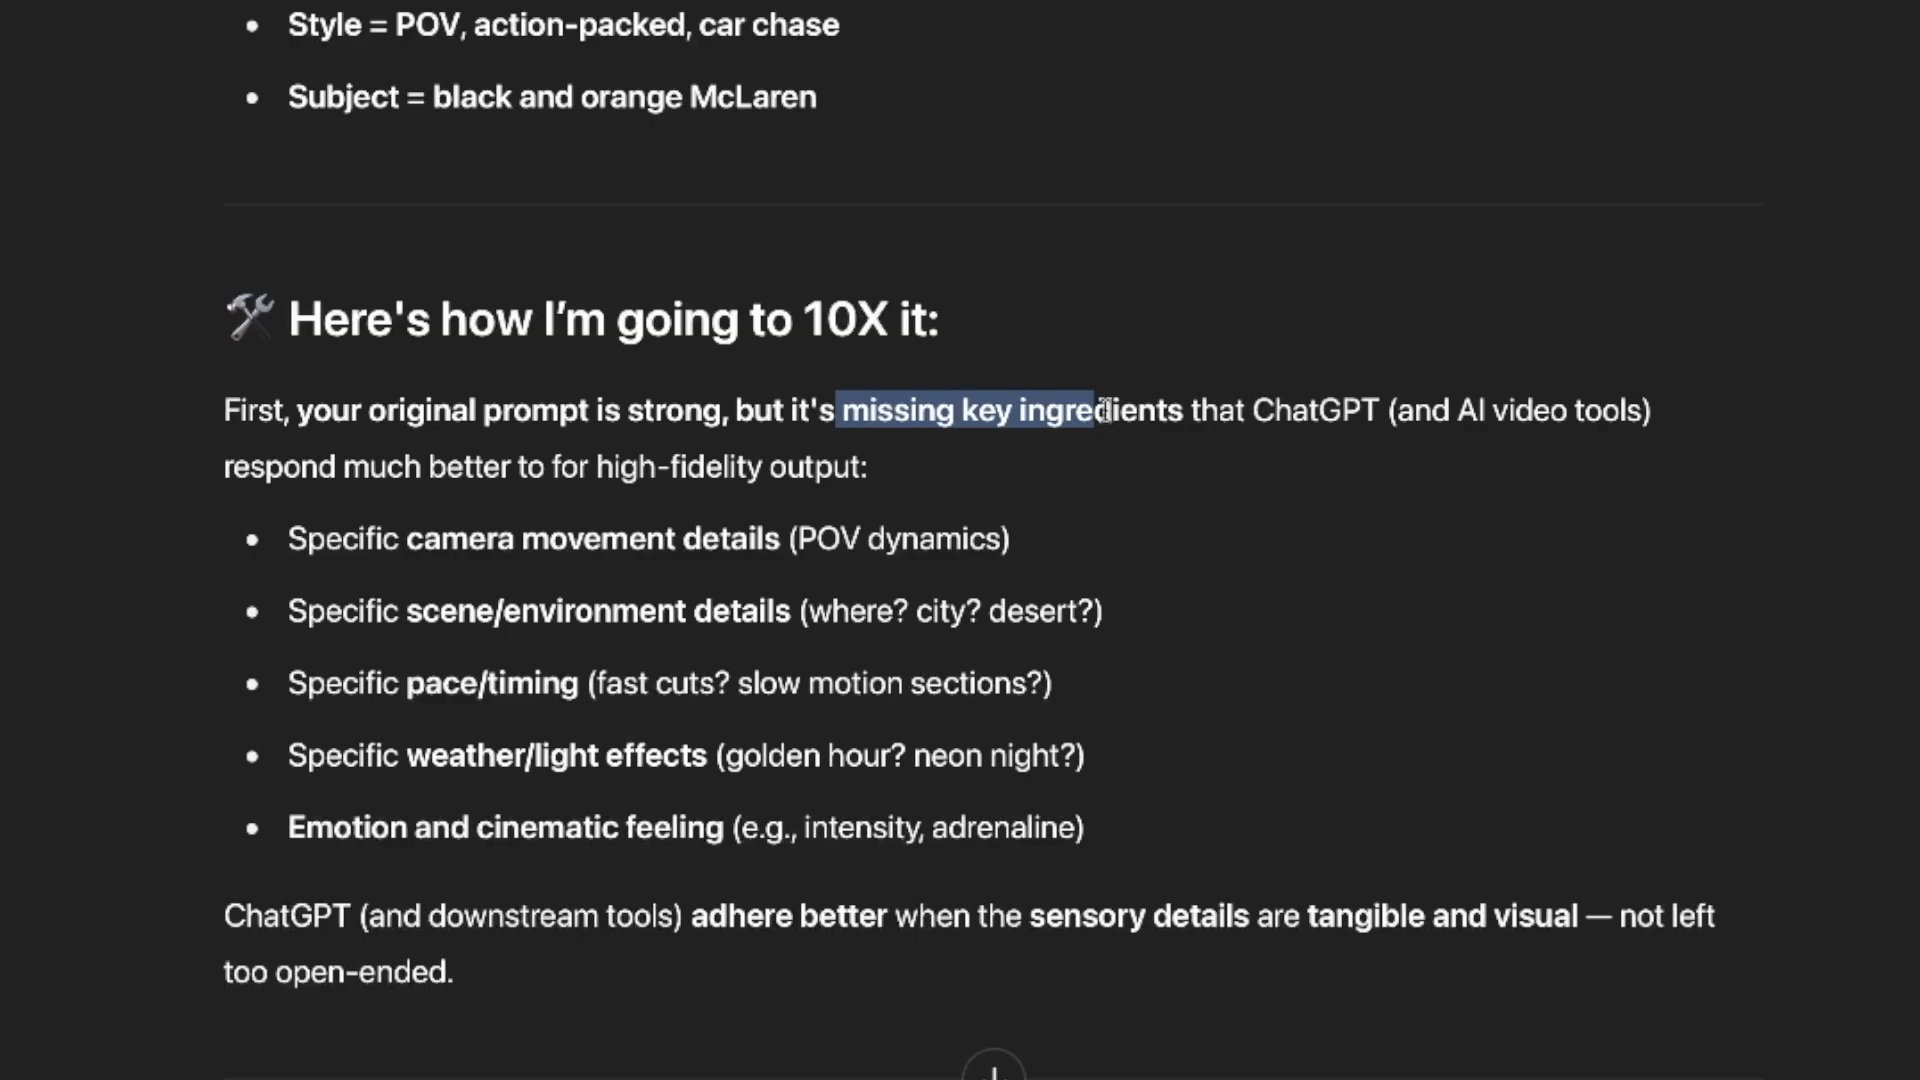 Style = POV, action-packed, car chase
Subject = black and orange McLaren
Here's how I’m going to 10X it:
First, your original prompt is strong, but it's missing key ingredients that ChatGPT (and AI video tools)
respond much better to for high-fidelity output:
Specific camera movement details (POV dynamics)
Specific scene/environment details (where? city? desert?)
Specific pace/timing (fast cuts? slow motion sections?)
Specific weather/light effects (golden hour? neon night?)
Emotion and cinematic feeling (e.g., intensity, adrenaline)
ChatGPT (and downstream tools) adhere better when the sensory details are tangible and visual — not left
too open-ended.